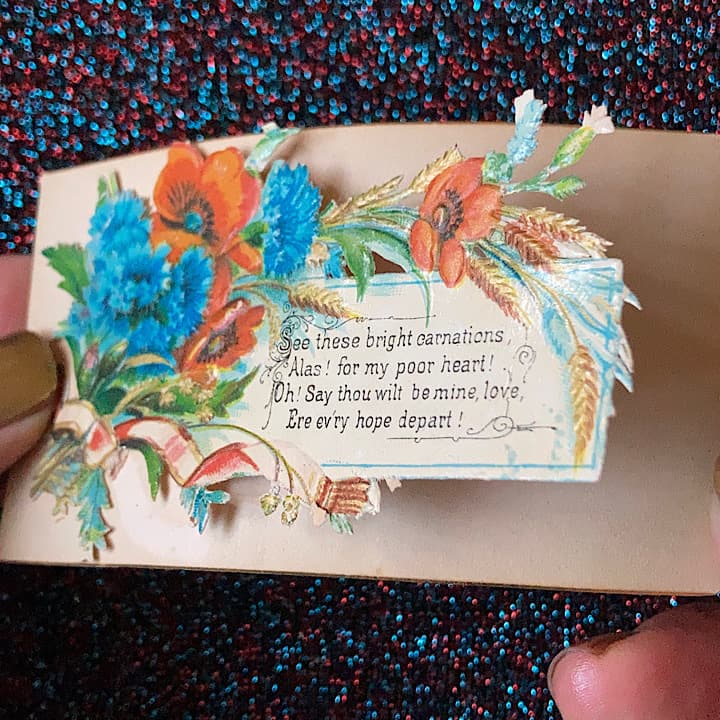 See these bright carnations,
Alas! for my poor heart!
Oh! Say thou wilt be mine, love,
Ere ev'ry hope depart!